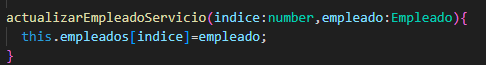 actualizarEmpleadoServicio(indice:number,empleado:Empleado){
this.empleados[indice]=empleado;
}